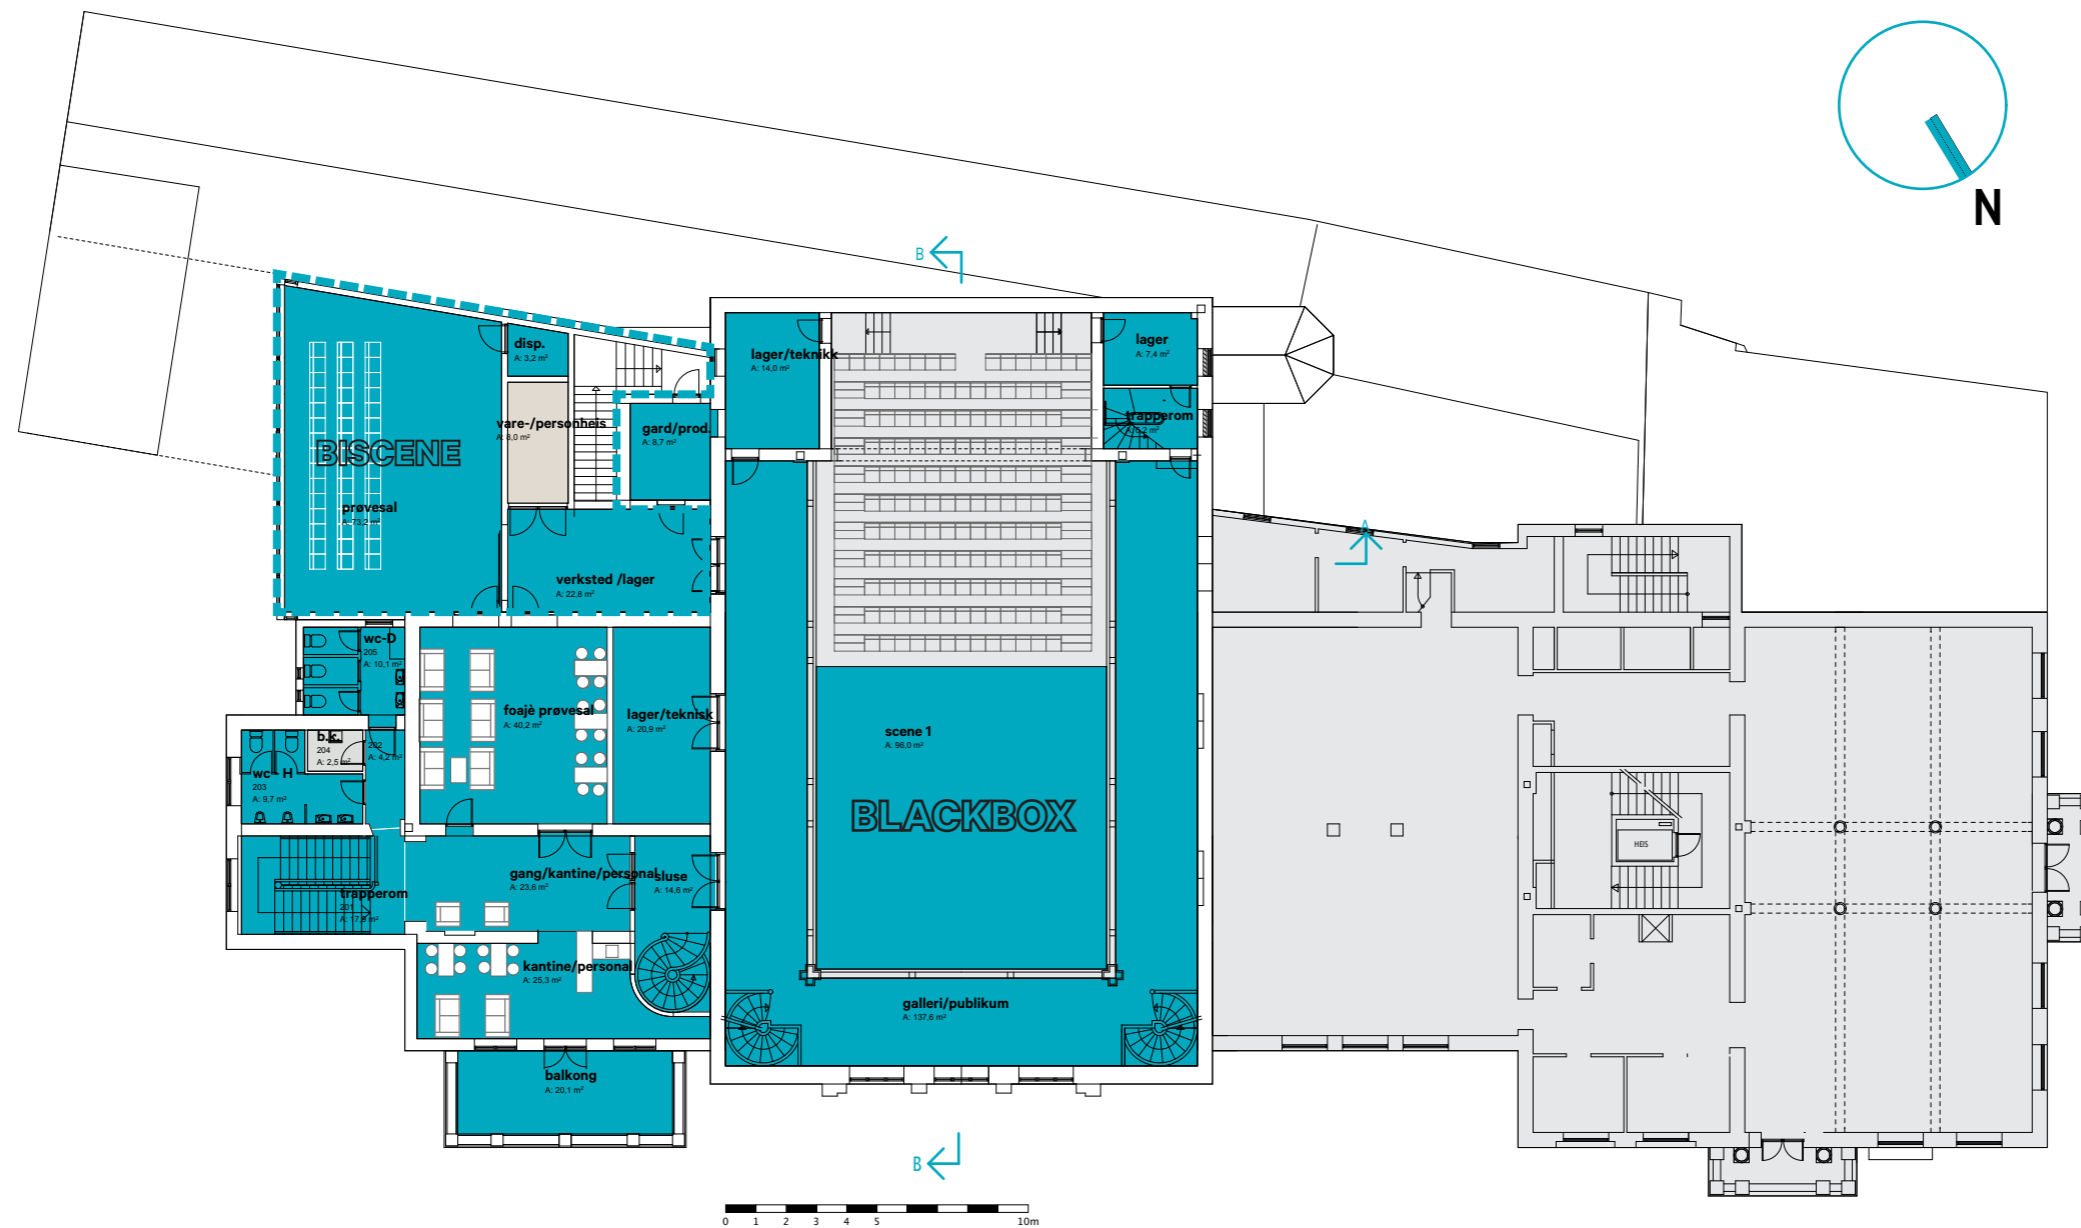 N
B
disp.
A: 3,2 m²
lager/teknikk
A: 14,0 m²
lager
A: 7,4 m²
vare-/personheis
A: 8,0 m²
gard/prod.
A: 8,7 m²
trapperom
BISCENE
prøvesal
A: 73,2 m²
A
verksted /lager
A: 22,8 m²
wc-D
205
A: 10,1 m²
foajè prøvesal
A: 40,2 m²
lager/teknisk
A: 20,9 m²
scene 1
A: 96,0 m²
b.k.
204
A: 2,5 m²
202
A: 4,2 m²
wc - H
203
A: 9,7 m²
BLACKBOX
HEIS
gang/kantine/personal
A: 23,6 m²
sluse
A: 14,6 m²
trapperom
201
kantine/personal
A: 25,3 m²
galleri/publikum
A: 137,6 m²
balkong
A: 20,1 m²
B
0 1 2 3 4 5 10m